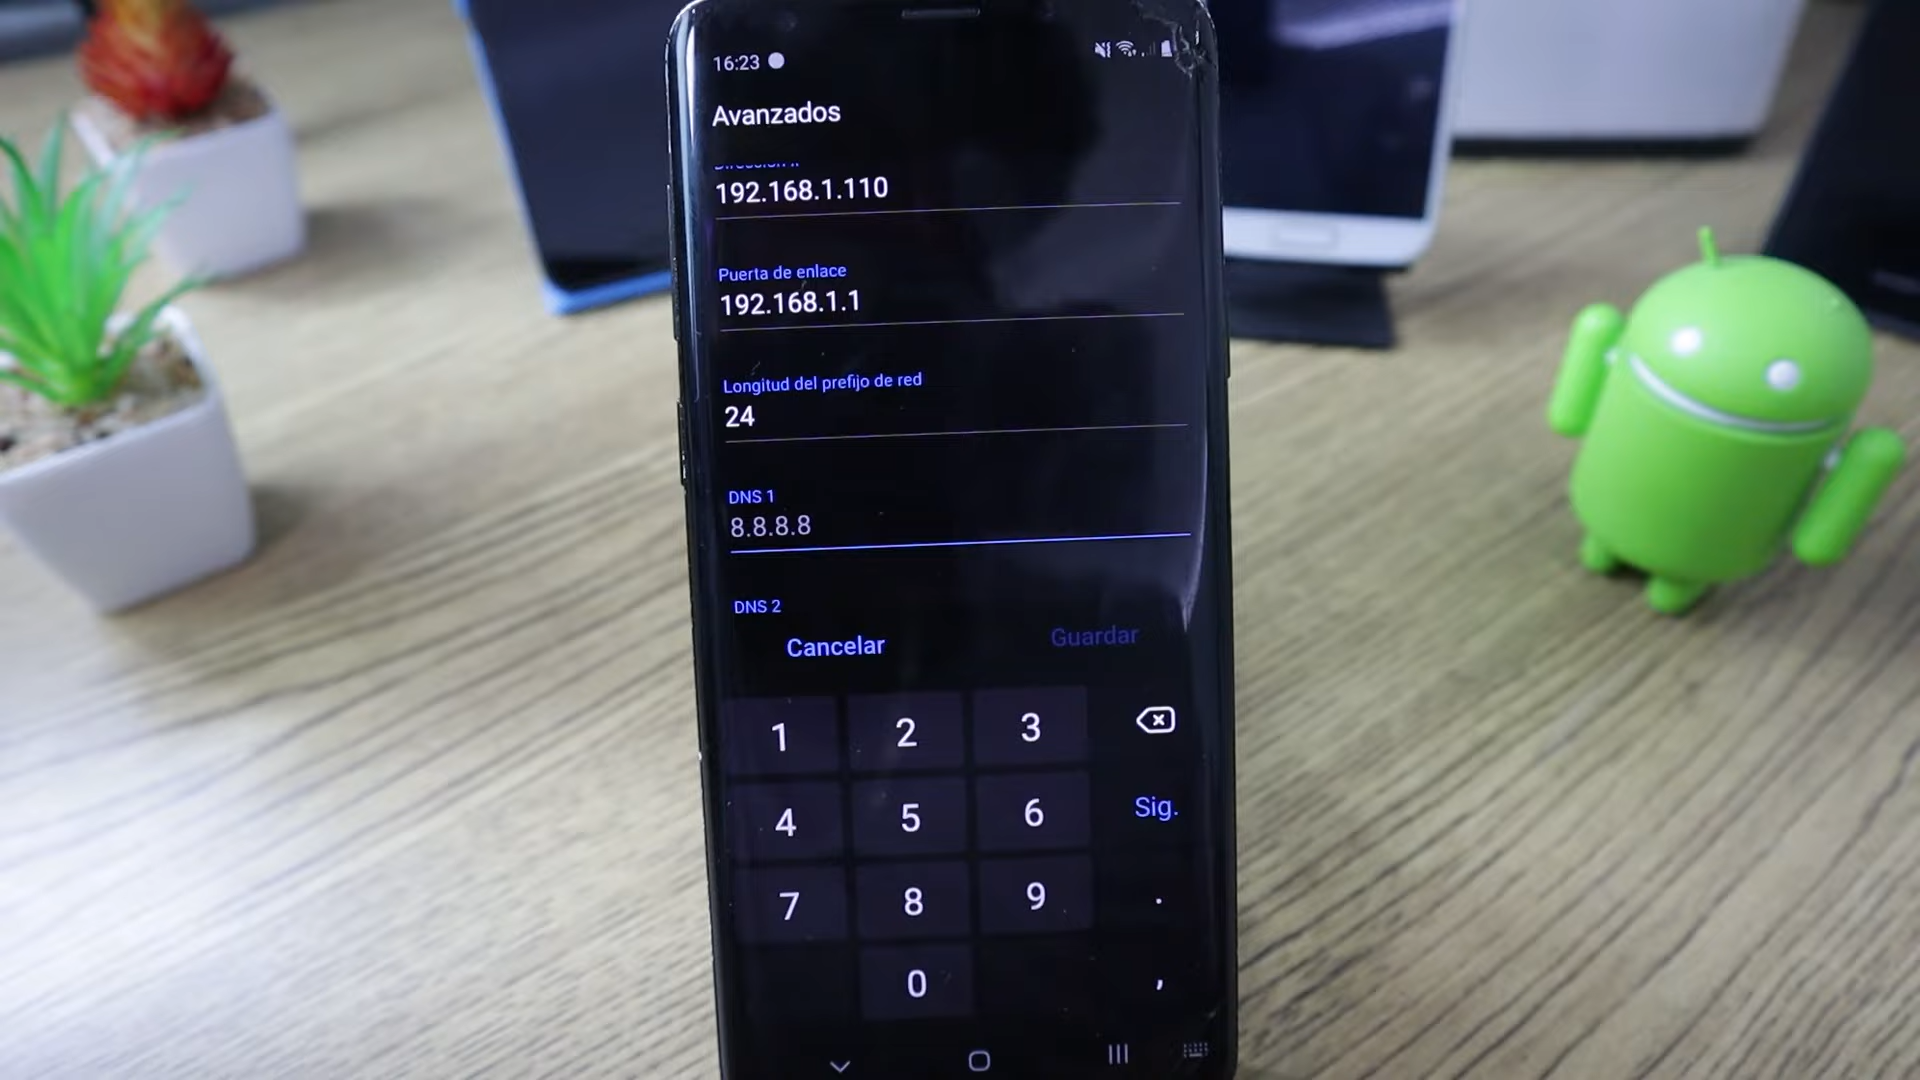 16:23
Avanzados
192.168.1.110
Puerta de enlace
192.168.1.1
Longitud del prefijo de red
24
DNS 1
8.8.8.8
DNS 2
Cancelar Guardar
1 2 3
4 5 6 Sig.
7 8 9 .
0 ,